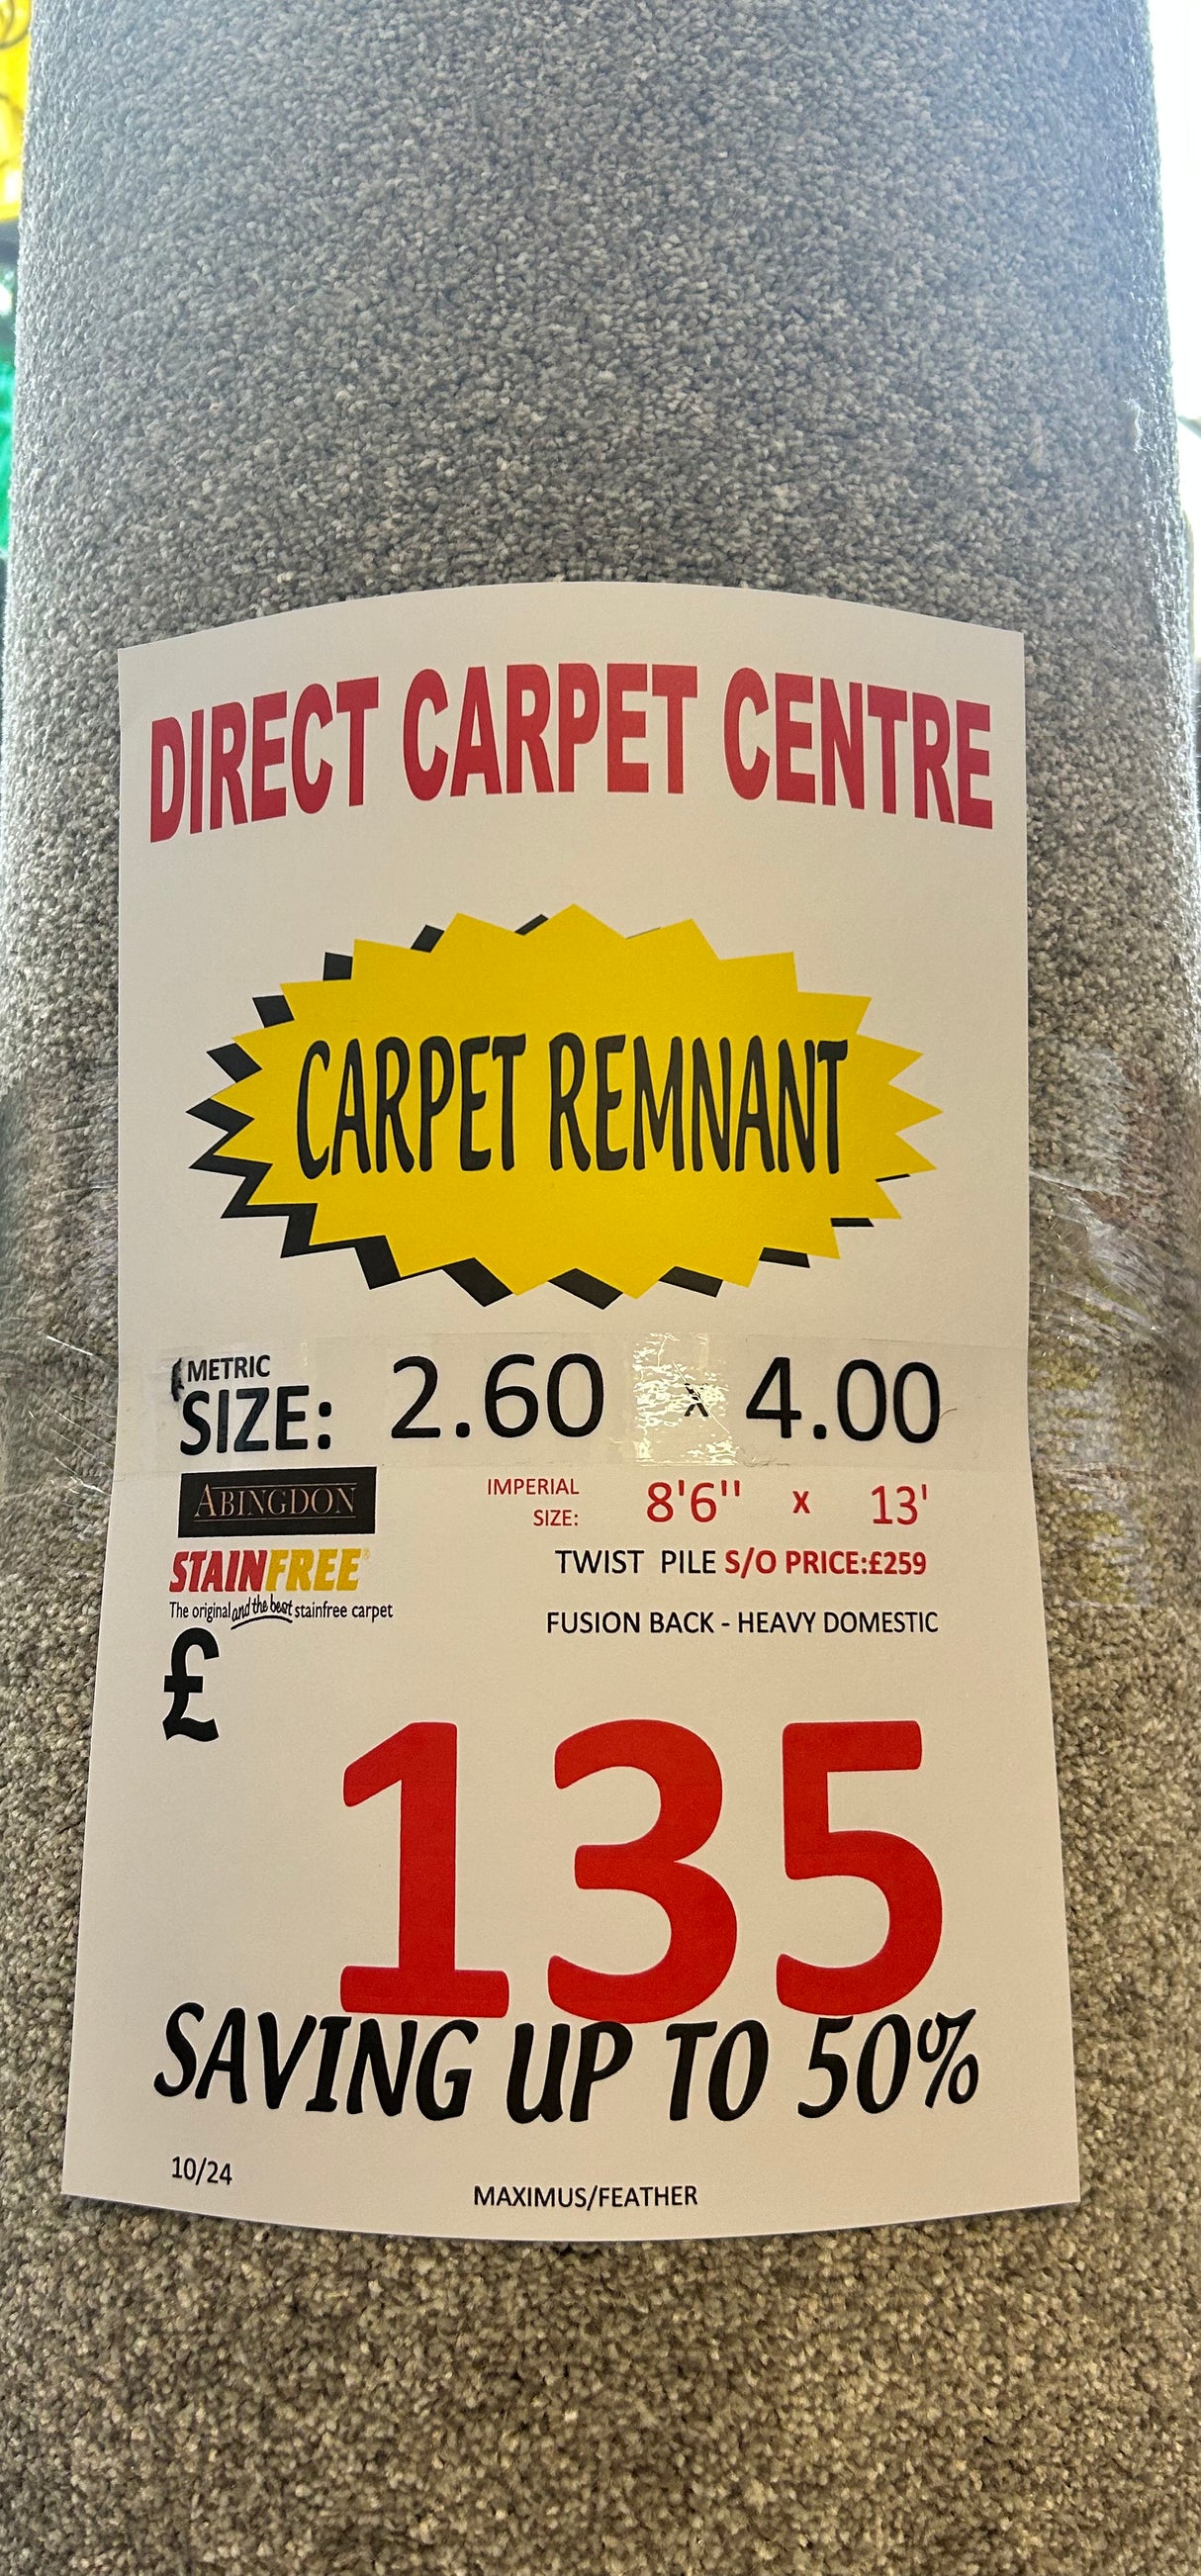 DIRECT CARPET CENTRE
CARPET REMNANT
METRIC
SIZE: 2.60 x 4.00
ABINGDON
IMPERIAL
SIZE: 8'6'' x 13'
STAINFREE®
TWIST PILE S/O PRICE:£259
The original and the best stainfree carpet
FUSION BACK - HEAVY DOMESTIC
£
135
SAVING UP TO 50%
10/24
MAXIMUS/FEATHER